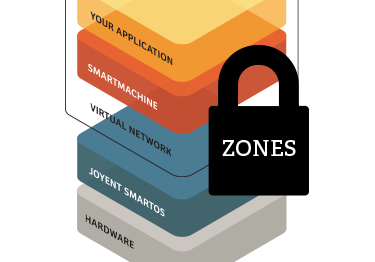 YOUR APPLICATION
SMARTMACHINE
VIRTUAL NETWORK
ZONES
JOYENT SMARTOS
HARDWARE